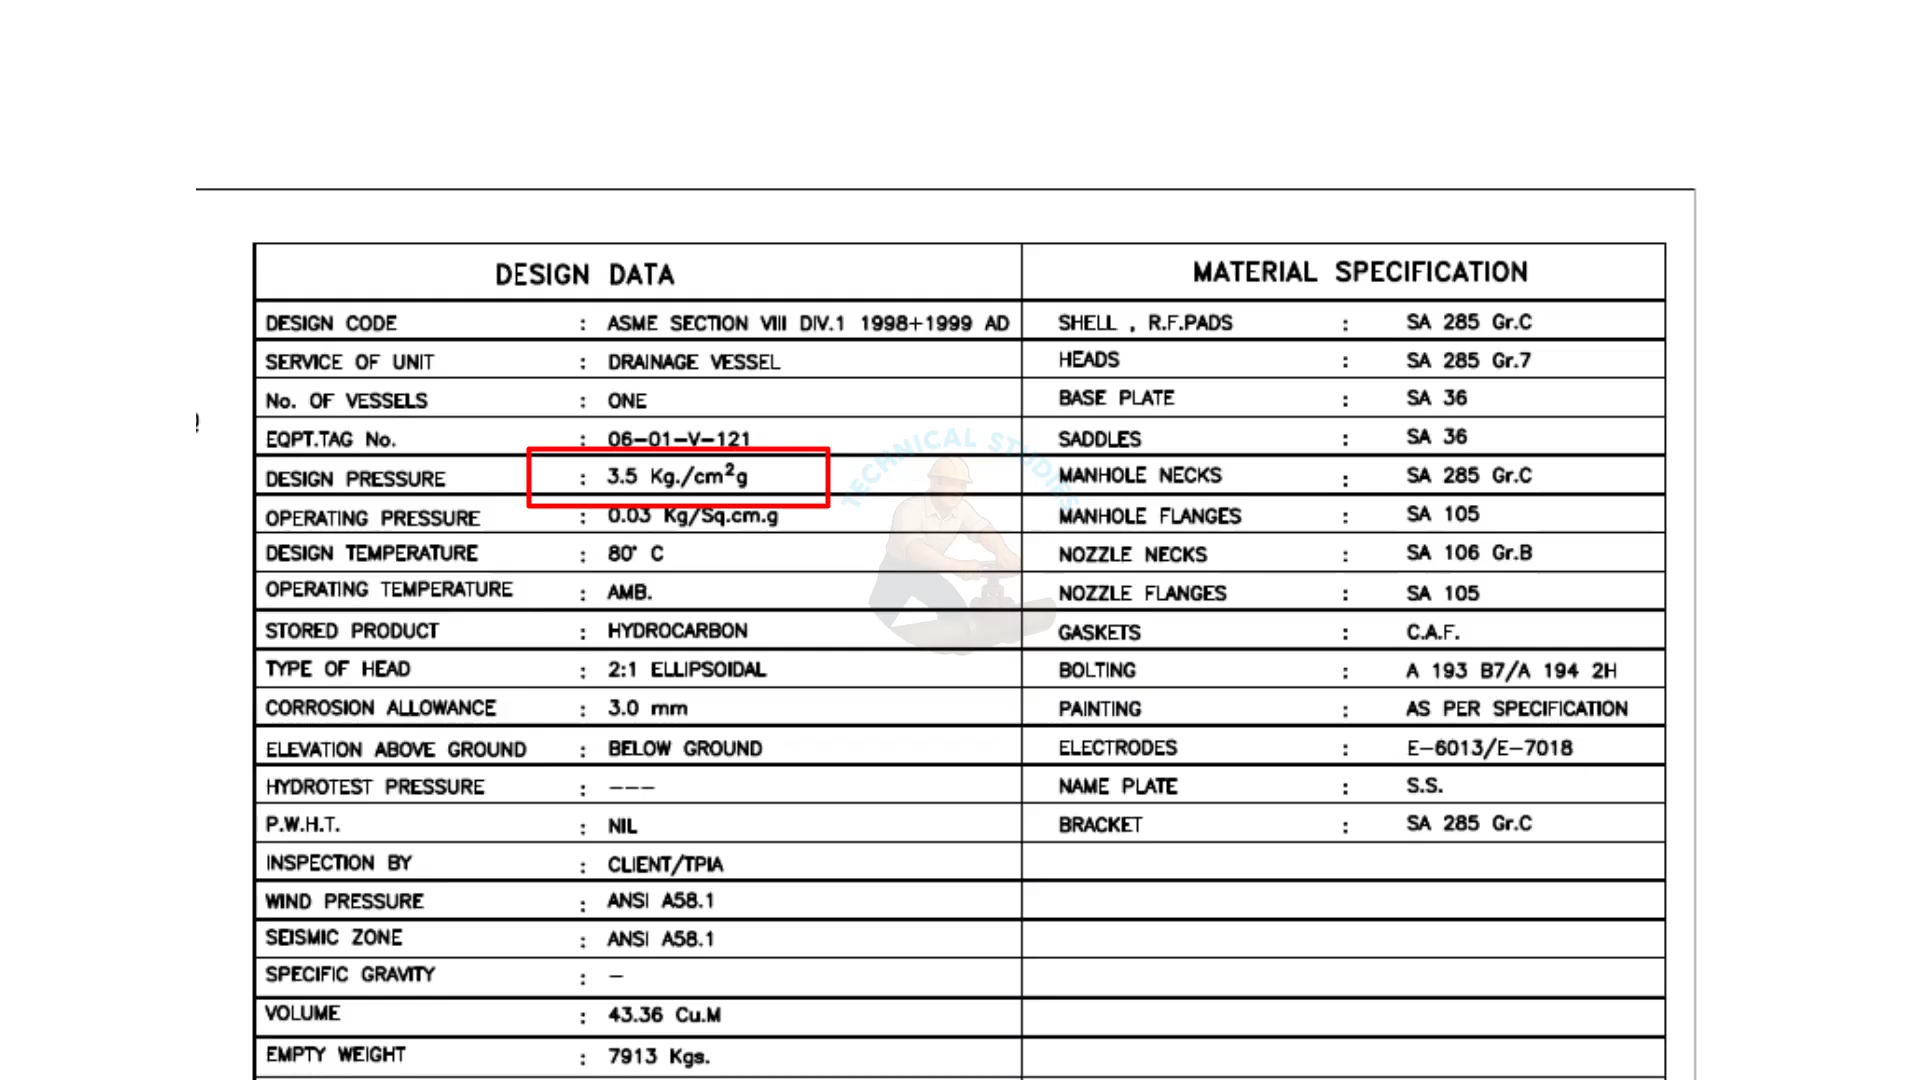 DESIGN DATA
DESIGN CODE : ASME SECTION VIII DIV.1 1998+1999 AD
SERVICE OF UNIT : DRAINAGE VESSEL
No. OF VESSELS : ONE
EQPT.TAG No. : 06-01-V-121
DESIGN PRESSURE : 3.5 Kg./cm²g
OPERATING PRESSURE : 0.03 Kg/Sq.cm.g
DESIGN TEMPERATURE : 80° C
OPERATING TEMPERATURE : AMB.
STORED PRODUCT : HYDROCARBON
TYPE OF HEAD : 2:1 ELLIPSOIDAL
CORROSION ALLOWANCE : 3.0 mm
ELEVATION ABOVE GROUND : BELOW GROUND
HYDROTEST PRESSURE : ---
P.W.H.T. : NIL
INSPECTION BY : CLIENT/TPIA
WIND PRESSURE : ANSI A58.1
SEISMIC ZONE : ANSI A58.1
SPECIFIC GRAVITY : -
VOLUME : 43.36 Cu.M
EMPTY WEIGHT : 7913 Kgs.
MATERIAL SPECIFICATION
SHELL , R.F.PADS : SA 285 Gr.C
HEADS : SA 285 Gr.7
BASE PLATE : SA 36
SADDLES : SA 36
MANHOLE NECKS : SA 285 Gr.C
MANHOLE FLANGES : SA 105
NOZZLE NECKS : SA 106 Gr.B
NOZZLE FLANGES : SA 105
GASKETS : C.A.F.
BOLTING : A 193 B7/A 194 2H
PAINTING : AS PER SPECIFICATION
ELECTRODES : E-6013/E-7018
NAME PLATE : S.S.
BRACKET : SA 285 Gr.C
TECHNICAL STUDIES